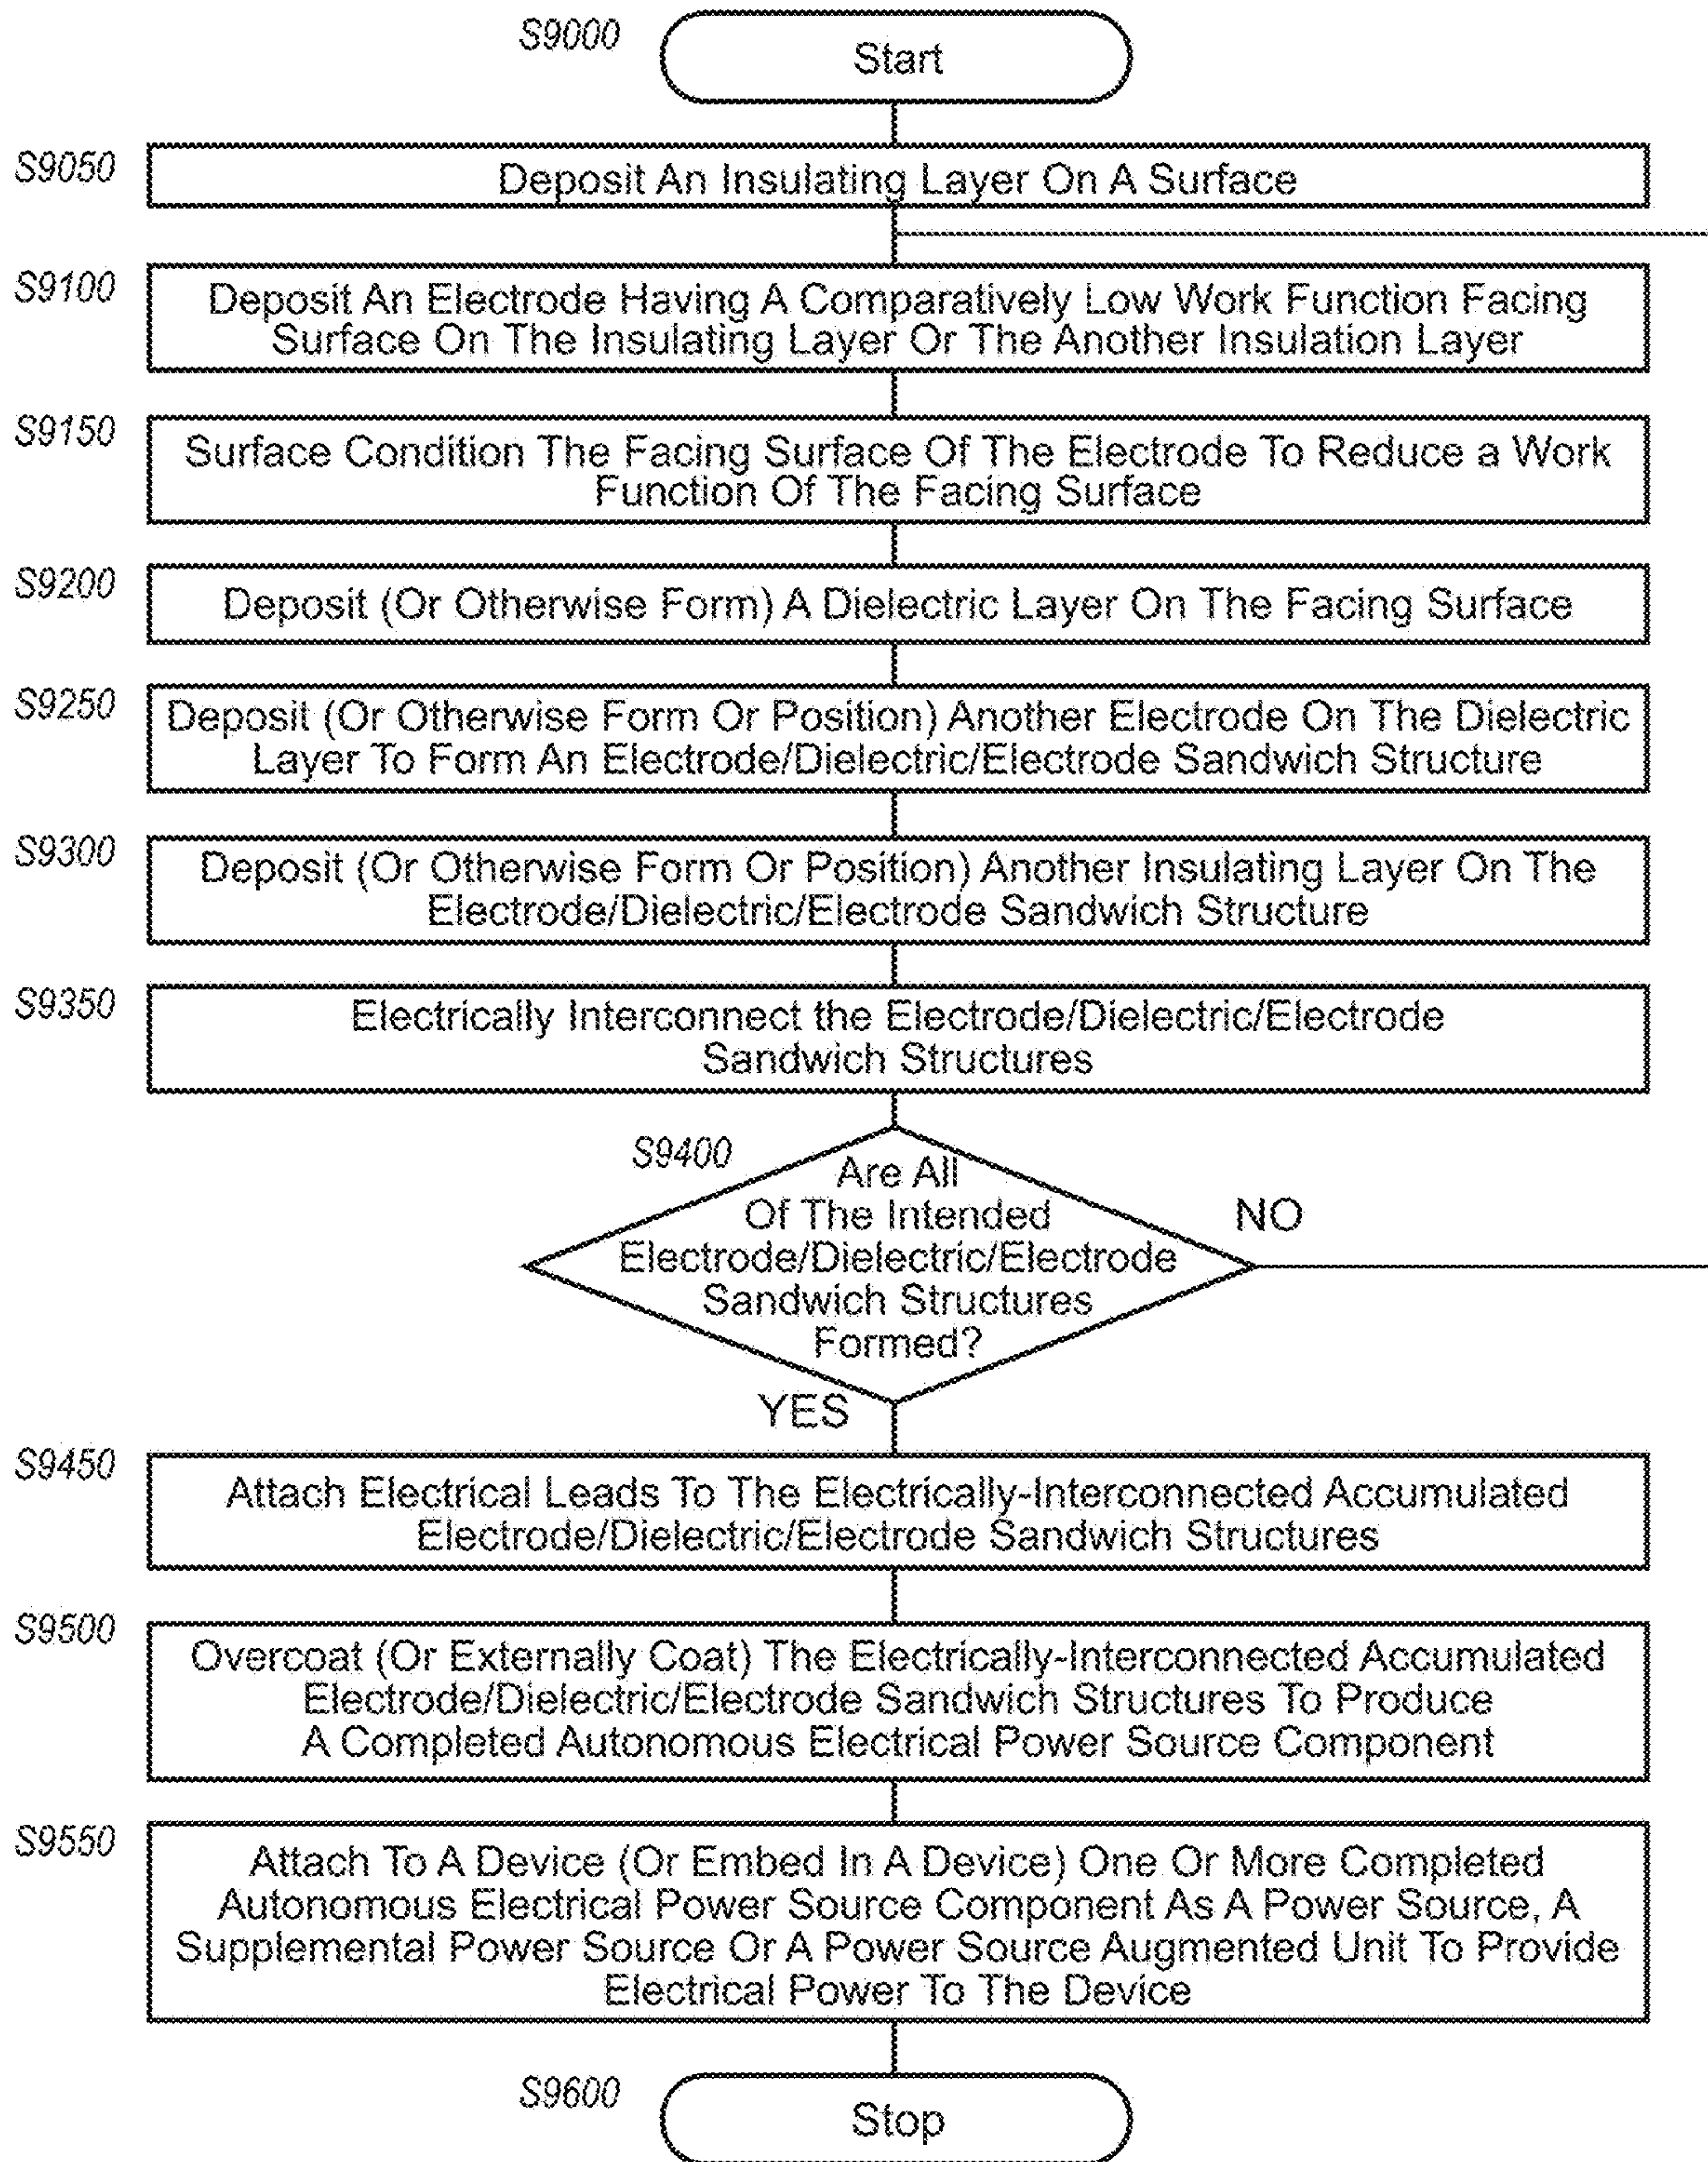 S9000
Start
S9050
Deposit An Insulating Layer On A Surface
S9100
Deposit An Electrode Having A Comparatively Low Work Function Facing
Surface On The Insulating Layer Or The Another Insulation Layer
S9150
Surface Condition The Facing Surface Of The Electrode To Reduce a Work
Function Of The Facing Surface
S9200
Deposit (Or Otherwise Form) A Dielectric Layer On The Facing Surface
S9250
Deposit (Or Otherwise Form Or Position) Another Electrode On The Dielectric
Layer To Form An Electrode/Dielectric/Electrode Sandwich Structure
S9300
Deposit (Or Otherwise Form Or Position) Another Insulating Layer On The
Electrode/Dielectric/Electrode Sandwich Structure
S9350
Electrically Interconnect the Electrode/Dielectric/Electrode
Sandwich Structures
S9400
Are All
Of The Intended
Electrode/Dielectric/Electrode
Sandwich Structures
Formed?
NO
YES
S9450
Attach Electrical Leads To The Electrically-Interconnected Accumulated
Electrode/Dielectric/Electrode Sandwich Structures
S9500
Overcoat (Or Externally Coat) The Electrically-Interconnected Accumulated
Electrode/Dielectric/Electrode Sandwich Structures To Produce
A Completed Autonomous Electrical Power Source Component
S9550
Attach To A Device (Or Embed In A Device) One Or More Completed
Autonomous Electrical Power Source Component As A Power Source, A
Supplemental Power Source Or A Power Source Augmented Unit To Provide
Electrical Power To The Device
S9600
Stop